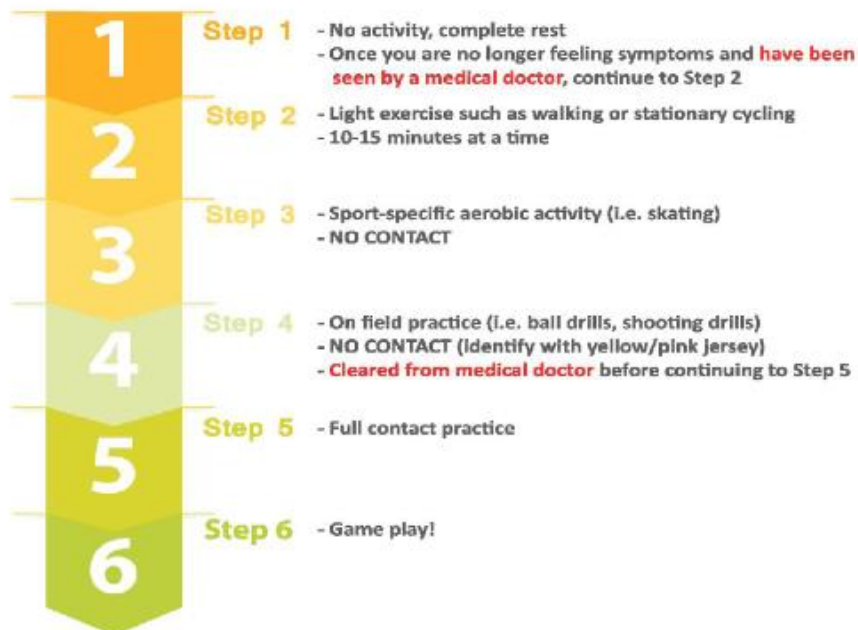 1
Step 1
- No activity, complete rest
- Once you are no longer feeling symptoms and have been
seen by a medical doctor, continue to Step 2
2
Step 2
- Light exercise such as walking or stationary cycling
- 10-15 minutes at a time
3
Step 3
- Sport-specific aerobic activity (i.e. skating)
- NO CONTACT
4
Step 4
- On field practice (i.e. ball drills, shooting drills)
- NO CONTACT (identify with yellow/pink jersey)
- Cleared from medical doctor before continuing to Step 5
5
Step 5
- Full contact practice
6
Step 6
- Game play!